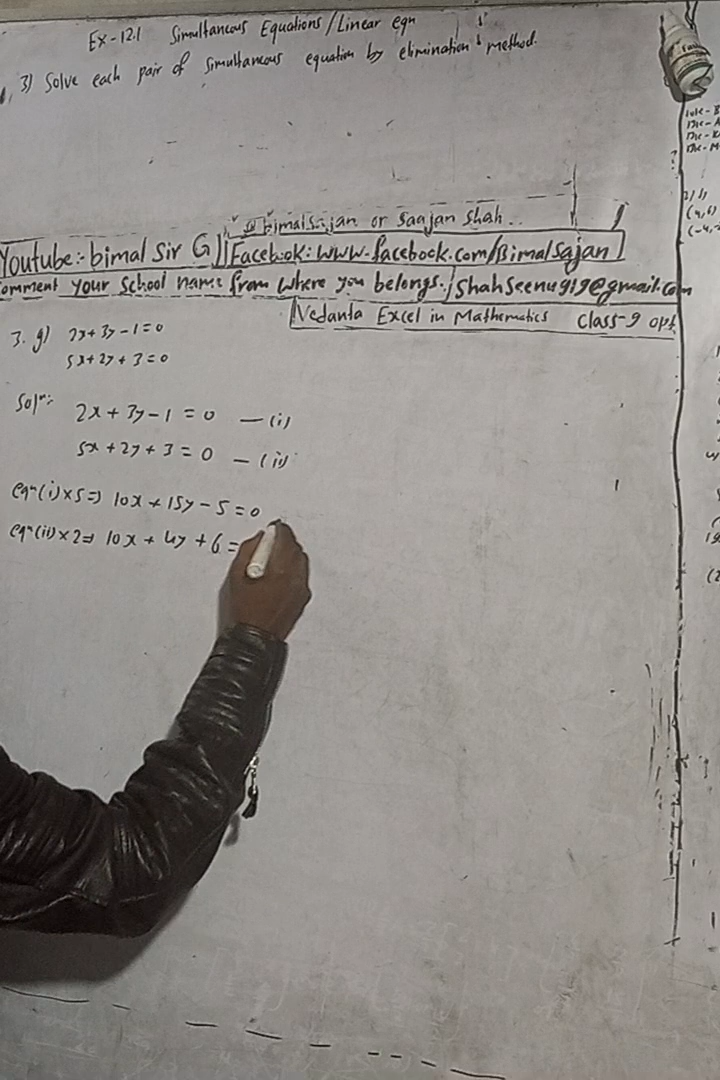 Ex-12.1 Simultaneous Equations/Linear eqn
3) Solve each pair of simultaneous equation by elimination method.
bimalsajan or saajan shah..
Youtube:- bimal Sir G || Facebook: www.facebook.com/Bimalsajan
omment your School name from where you belongs. | Shahseenu919@gmail.com
Vedanta Excel in Mathematics Class-9 opt
3. g) 2x+3y-1=0
5x+2y+3=0
Solⁿ:
2x+3y-1=0 —(i)
5x+2y+3=0 —(ii)
eqⁿ(i)×5⇒ 10x+15y-5=0
eqⁿ(ii)×2⇒ 10x+4y+6=